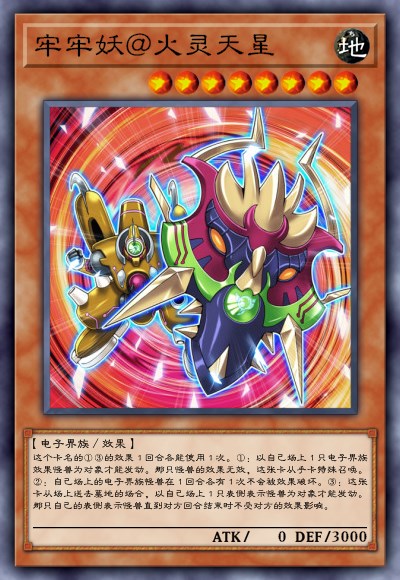 牢牢妖@火灵天星
地
【电子界族/效果】
这个卡名的①③的效果1回合各能使用1次。①:以自己场上1只电子界族
效果怪兽为对象才能发动。那只怪兽的效果无效,这张卡从手卡特殊召唤。
②:自己场上的电子界族怪兽在1回合各有1次不会被效果破坏。③:这张
卡从场上送去墓地的场合,以自己场上1只表侧表示怪兽为对象才能发动。
那只自己的表侧表示怪兽直到对方回合结束时不受对方的效果影响。
ATK/ 0 DEF/3000